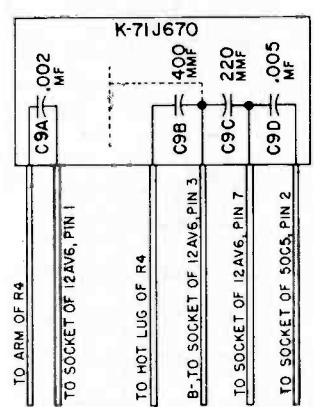 K-71J670
C9A .002 MF
C9B 400 MMF
C9C 220 MMF
C9D .005 MF
TO ARM OF R4
TO SOCKET OF 12AV6, PIN 1
TO HOT LUG OF R4
B-, TO SOCKET OF 12AV6, PIN 3
TO SOCKET OF 12AV6, PIN 7
TO SOCKET OF 50C5, PIN 2